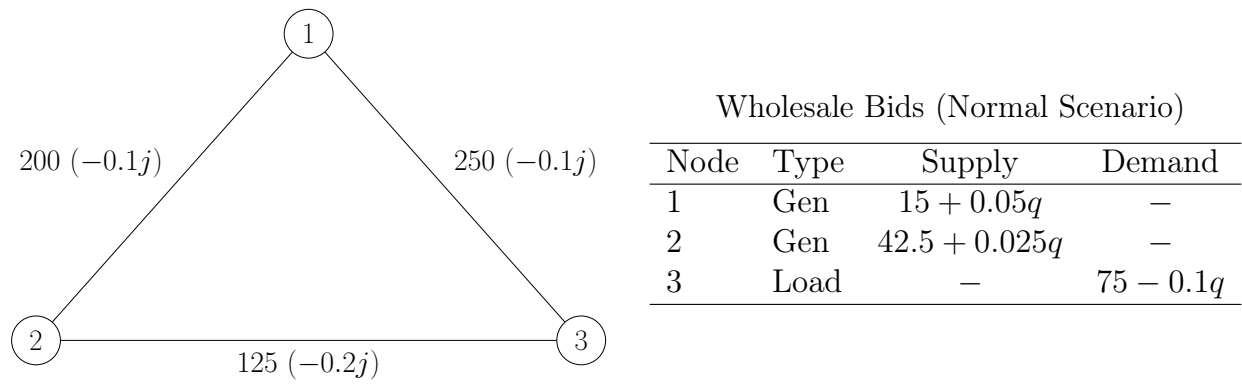 1
200 (−0.1j)
250 (−0.1j)
2
3
125 (−0.2j)
Wholesale Bids (Normal Scenario)
Node Type Supply Demand
1 Gen 15 + 0.05q −
2 Gen 42.5 + 0.025q −
3 Load − 75 − 0.1q